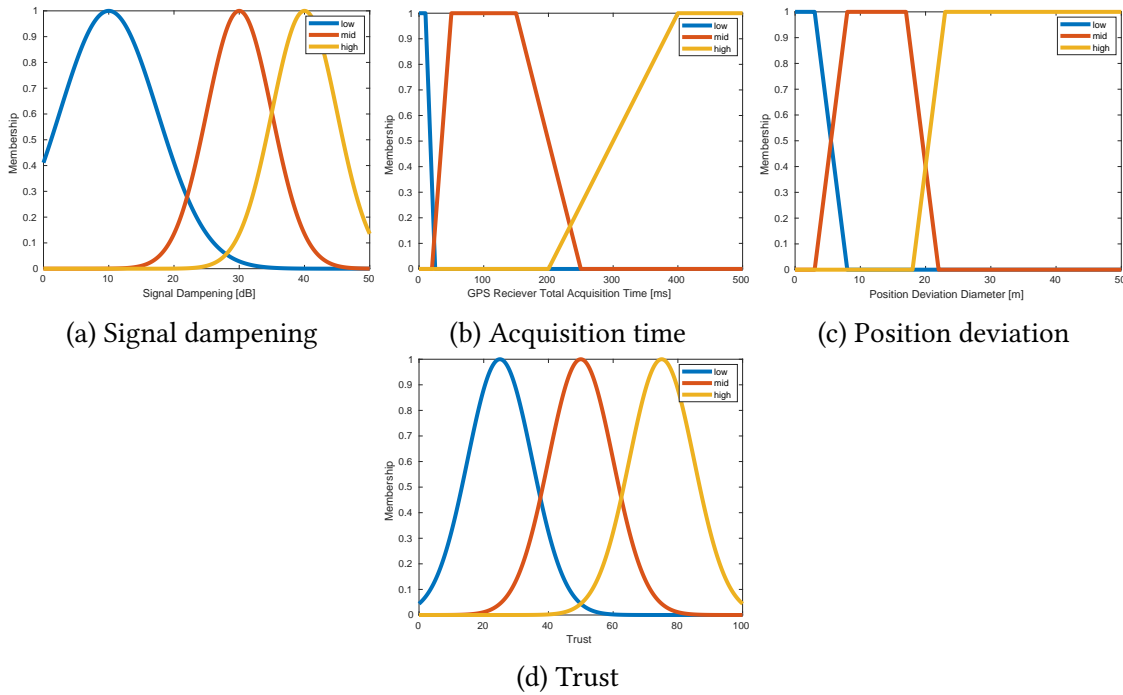 1
0.9
0.8
0.7
0.6
0.5
0.4
0.3
0.2
0.1
0
Membership
0 10 20 30 40 50
Signal Dampening [dB]
low
mid
high
(a) Signal dampening
1
0.9
0.8
0.7
0.6
0.5
0.4
0.3
0.2
0.1
0
Membership
0 100 200 300 400 500
GPS Reciever Total Acquisition Time [ms]
low
mid
high
(b) Acquisition time
1
0.9
0.8
0.7
0.6
0.5
0.4
0.3
0.2
0.1
0
Membership
0 10 20 30 40 50
Position Deviation Diameter [m]
low
mid
high
(c) Position deviation
1
0.9
0.8
0.7
0.6
0.5
0.4
0.3
0.2
0.1
0
Membership
0 20 40 60 80 100
Trust
low
mid
high
(d) Trust